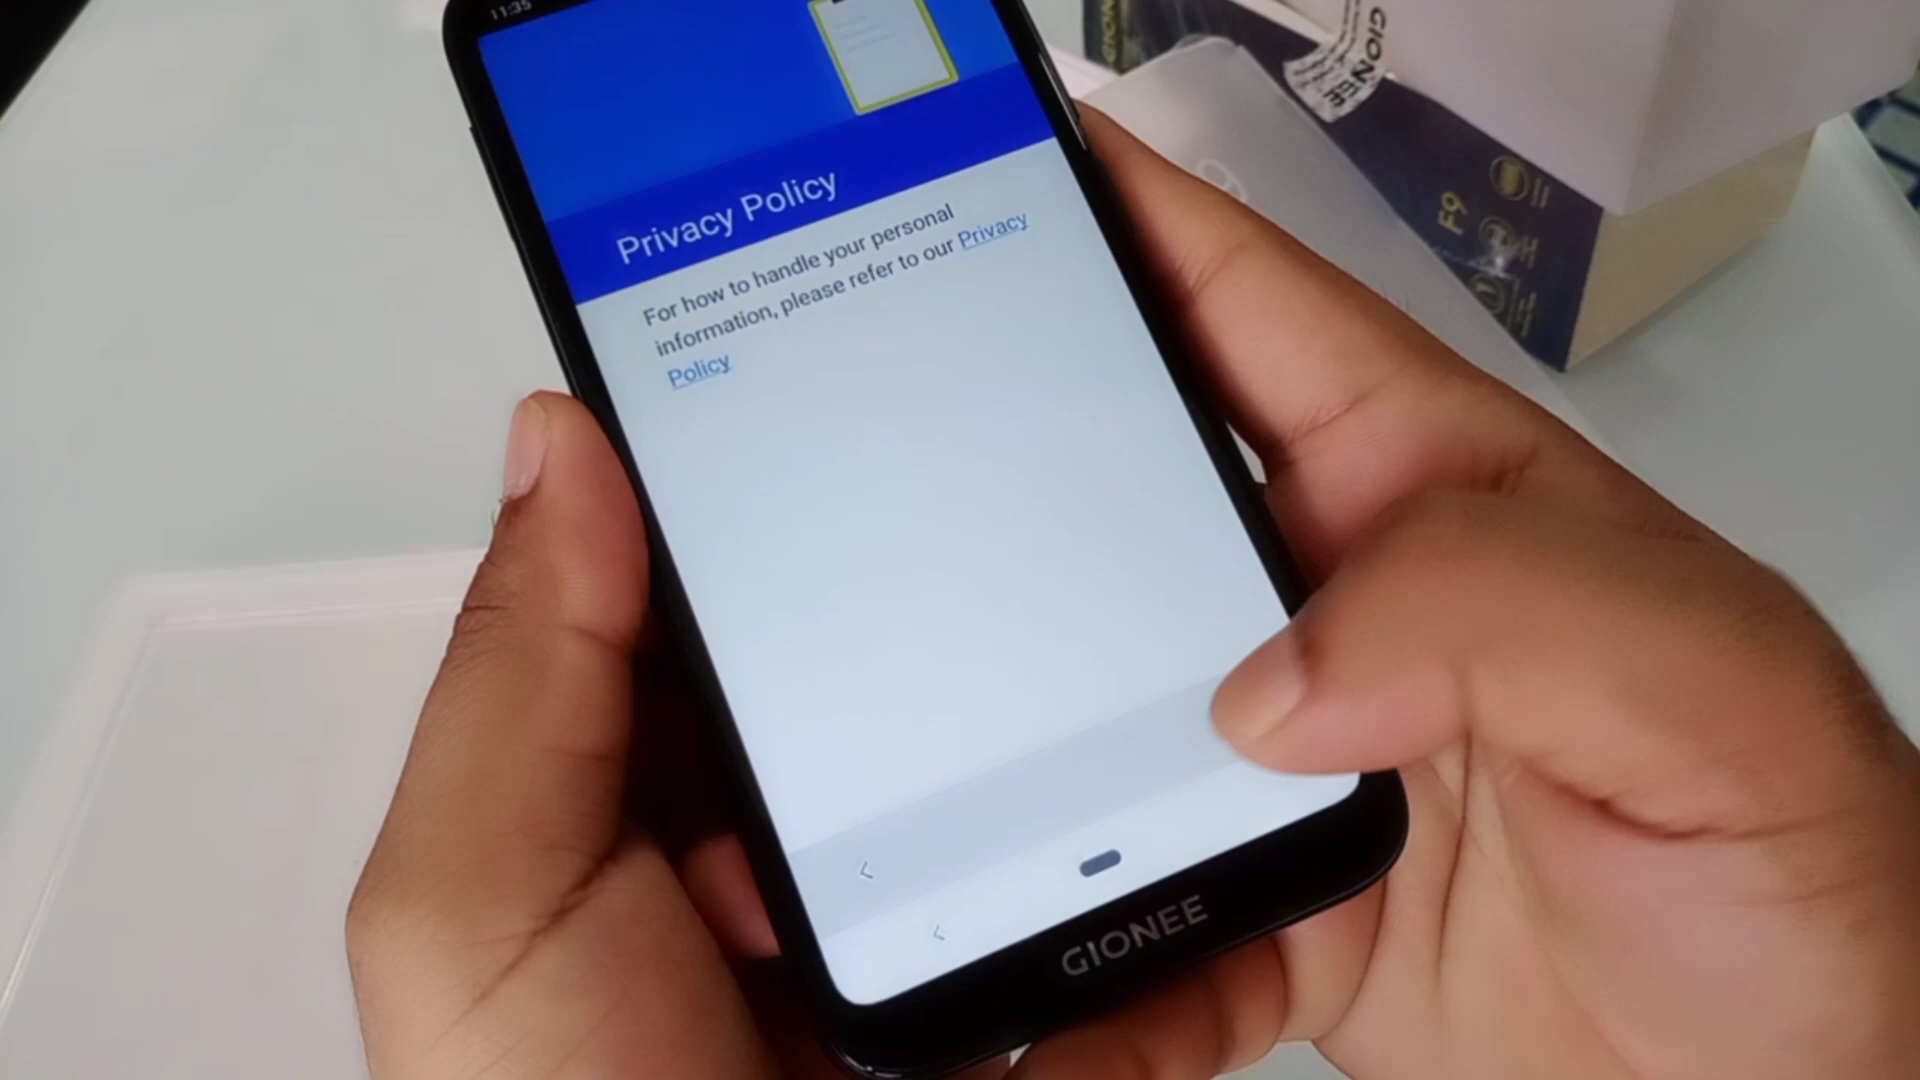 11:35
Privacy Policy
For how to handle your personal
information, please refer to our Privacy
Policy
GIONEE
GIONEE
F9